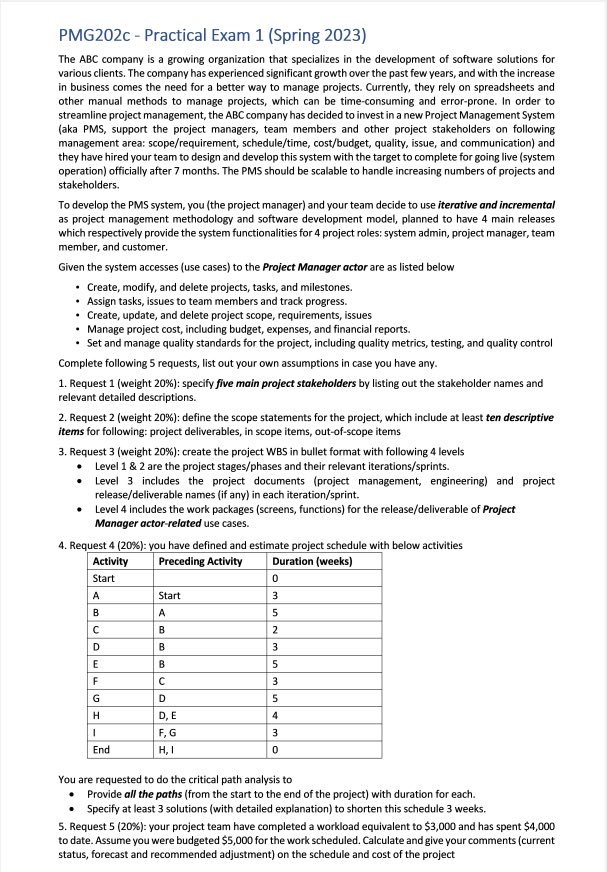 PMG202c - Practical Exam 1 (Spring 2023)
The ABC company is a growing organization that specializes in the development of software solutions for
various clients. The company has experienced significant growth over the past few years, and with the increase
in business comes the need for a better way to manage projects. Currently, they rely on spreadsheets and
other manual methods to manage projects, which can be time-consuming and error-prone. In order to
streamline project management, the ABC company has decided to invest in a new Project Management System
(aka PMS, support the project managers, team members and other project stakeholders on following
management area: scope/requirement, schedule/time, cost/budget, quality, issue, and communication) and
they have hired your team to design and develop this system with the target to complete for going live (system
operation) officially after 7 months. The PMS should be scalable to handle increasing numbers of projects and
stakeholders.
To develop the PMS system, you (the project manager) and your team decide to use iterative and incremental
as project management methodology and software development model, planned to have 4 main releases
which respectively provide the system functionalities for 4 project roles: system admin, project manager, team
member, and customer.
Given the system accesses (use cases) to the Project Manager actor are as listed below
• Create, modify, and delete projects, tasks, and milestones.
• Assign tasks, issues to team members and track progress.
• Create, update, and delete project scope, requirements, issues
• Manage project cost, including budget, expenses, and financial reports.
• Set and manage quality standards for the project, including quality metrics, testing, and quality control
Complete following 5 requests, list out your own assumptions in case you have any.
1. Request 1 (weight 20%): specify five main project stakeholders by listing out the stakeholder names and
relevant detailed descriptions.
2. Request 2 (weight 20%): define the scope statements for the project, which include at least ten descriptive
items for following: project deliverables, in scope items, out-of-scope items
3. Request 3 (weight 20%): create the project WBS in bullet format with following 4 levels
• Level 1 & 2 are the project stages/phases and their relevant iterations/sprints.
• Level 3 includes the project documents (project management, engineering) and project
release/deliverable names (if any) in each iteration/sprint.
• Level 4 includes the work packages (screens, functions) for the release/deliverable of Project
Manager actor-related use cases.
4. Request 4 (20%): you have defined and estimate project schedule with below activities
Activity Preceding Activity Duration (weeks)
Start 0
A Start 3
B A 5
C B 2
D B 3
E B 5
F C 3
G D 5
H D, E 4
I F, G 3
End H, I 0
You are requested to do the critical path analysis to
• Provide all the paths (from the start to the end of the project) with duration for each.
• Specify at least 3 solutions (with detailed explanation) to shorten this schedule 3 weeks.
5. Request 5 (20%): your project team have completed a workload equivalent to $3,000 and has spent $4,000
to date. Assume you were budgeted $5,000 for the work scheduled. Calculate and give your comments (current
status, forecast and recommended adjustment) on the schedule and cost of the project